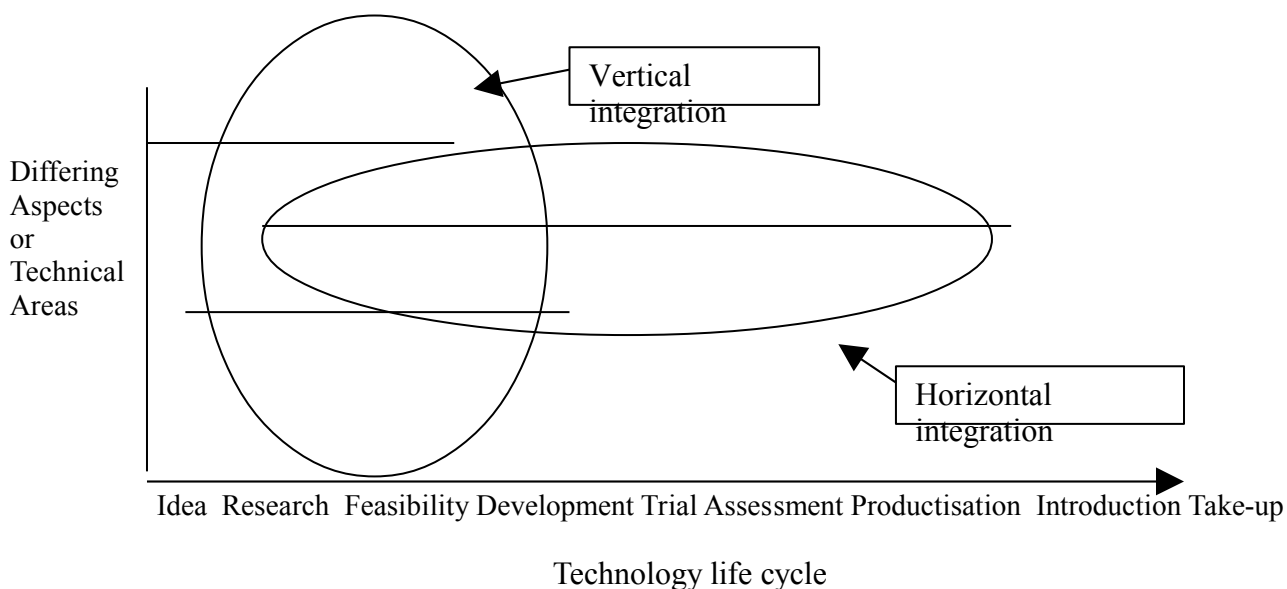 Vertical
integration
Differing
Aspects
or
Technical
Areas
Horizontal
integration
Idea Research Feasibility Development Trial Assessment Productisation Introduction Take-up
Technology life cycle